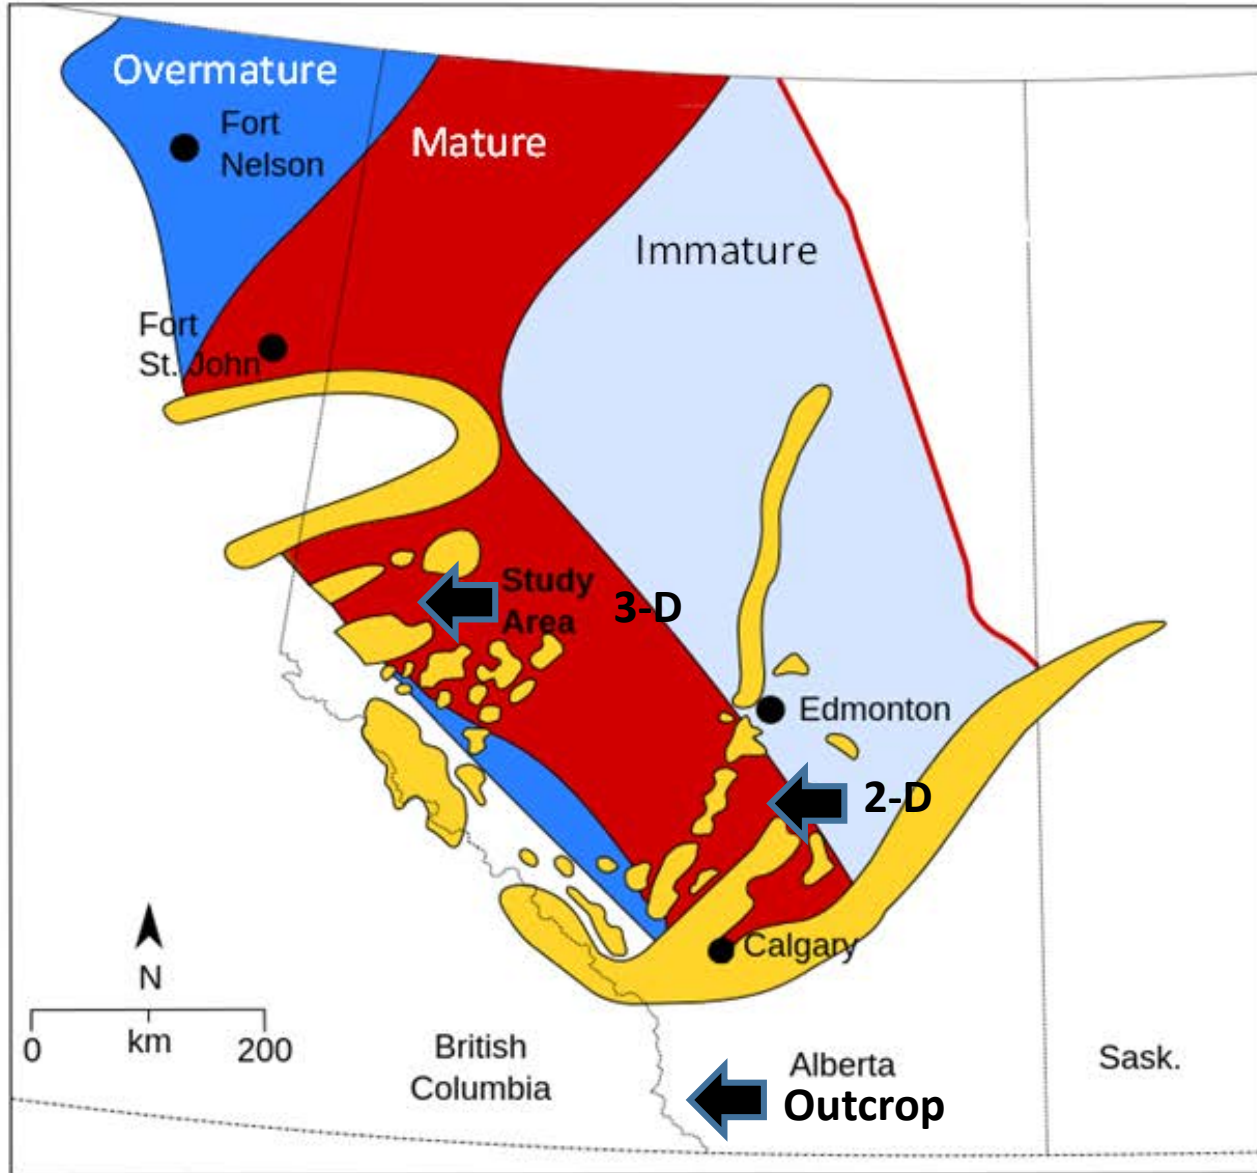 Overmature
Fort
Nelson
Mature
Immature
Fort
St. John
Study
Area
3-D
Edmonton
2-D
Calgary
N
km
0
200
British
Columbia
Alberta
Outcrop
Sask.